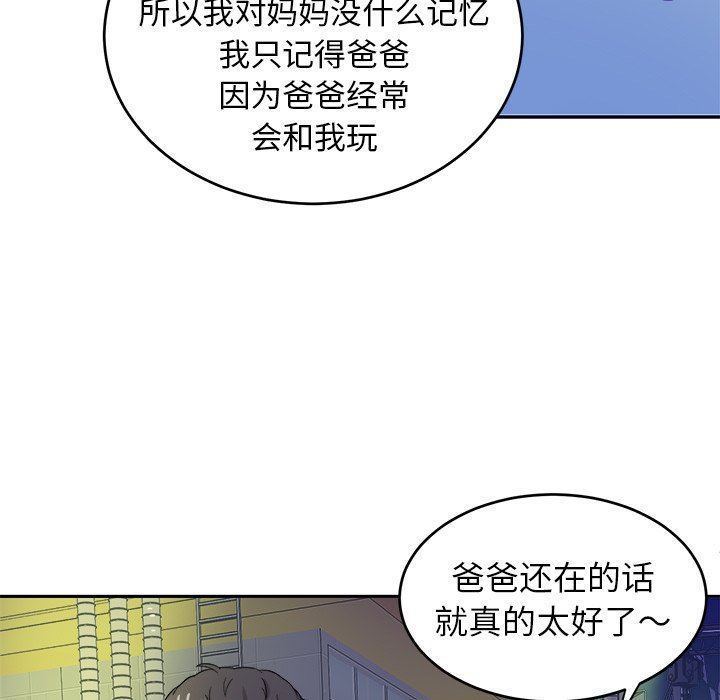 所以我对妈妈没什么记忆
我只记得爸爸
因为爸爸经常
会和我玩
爸爸还在的话
就真的太好了～